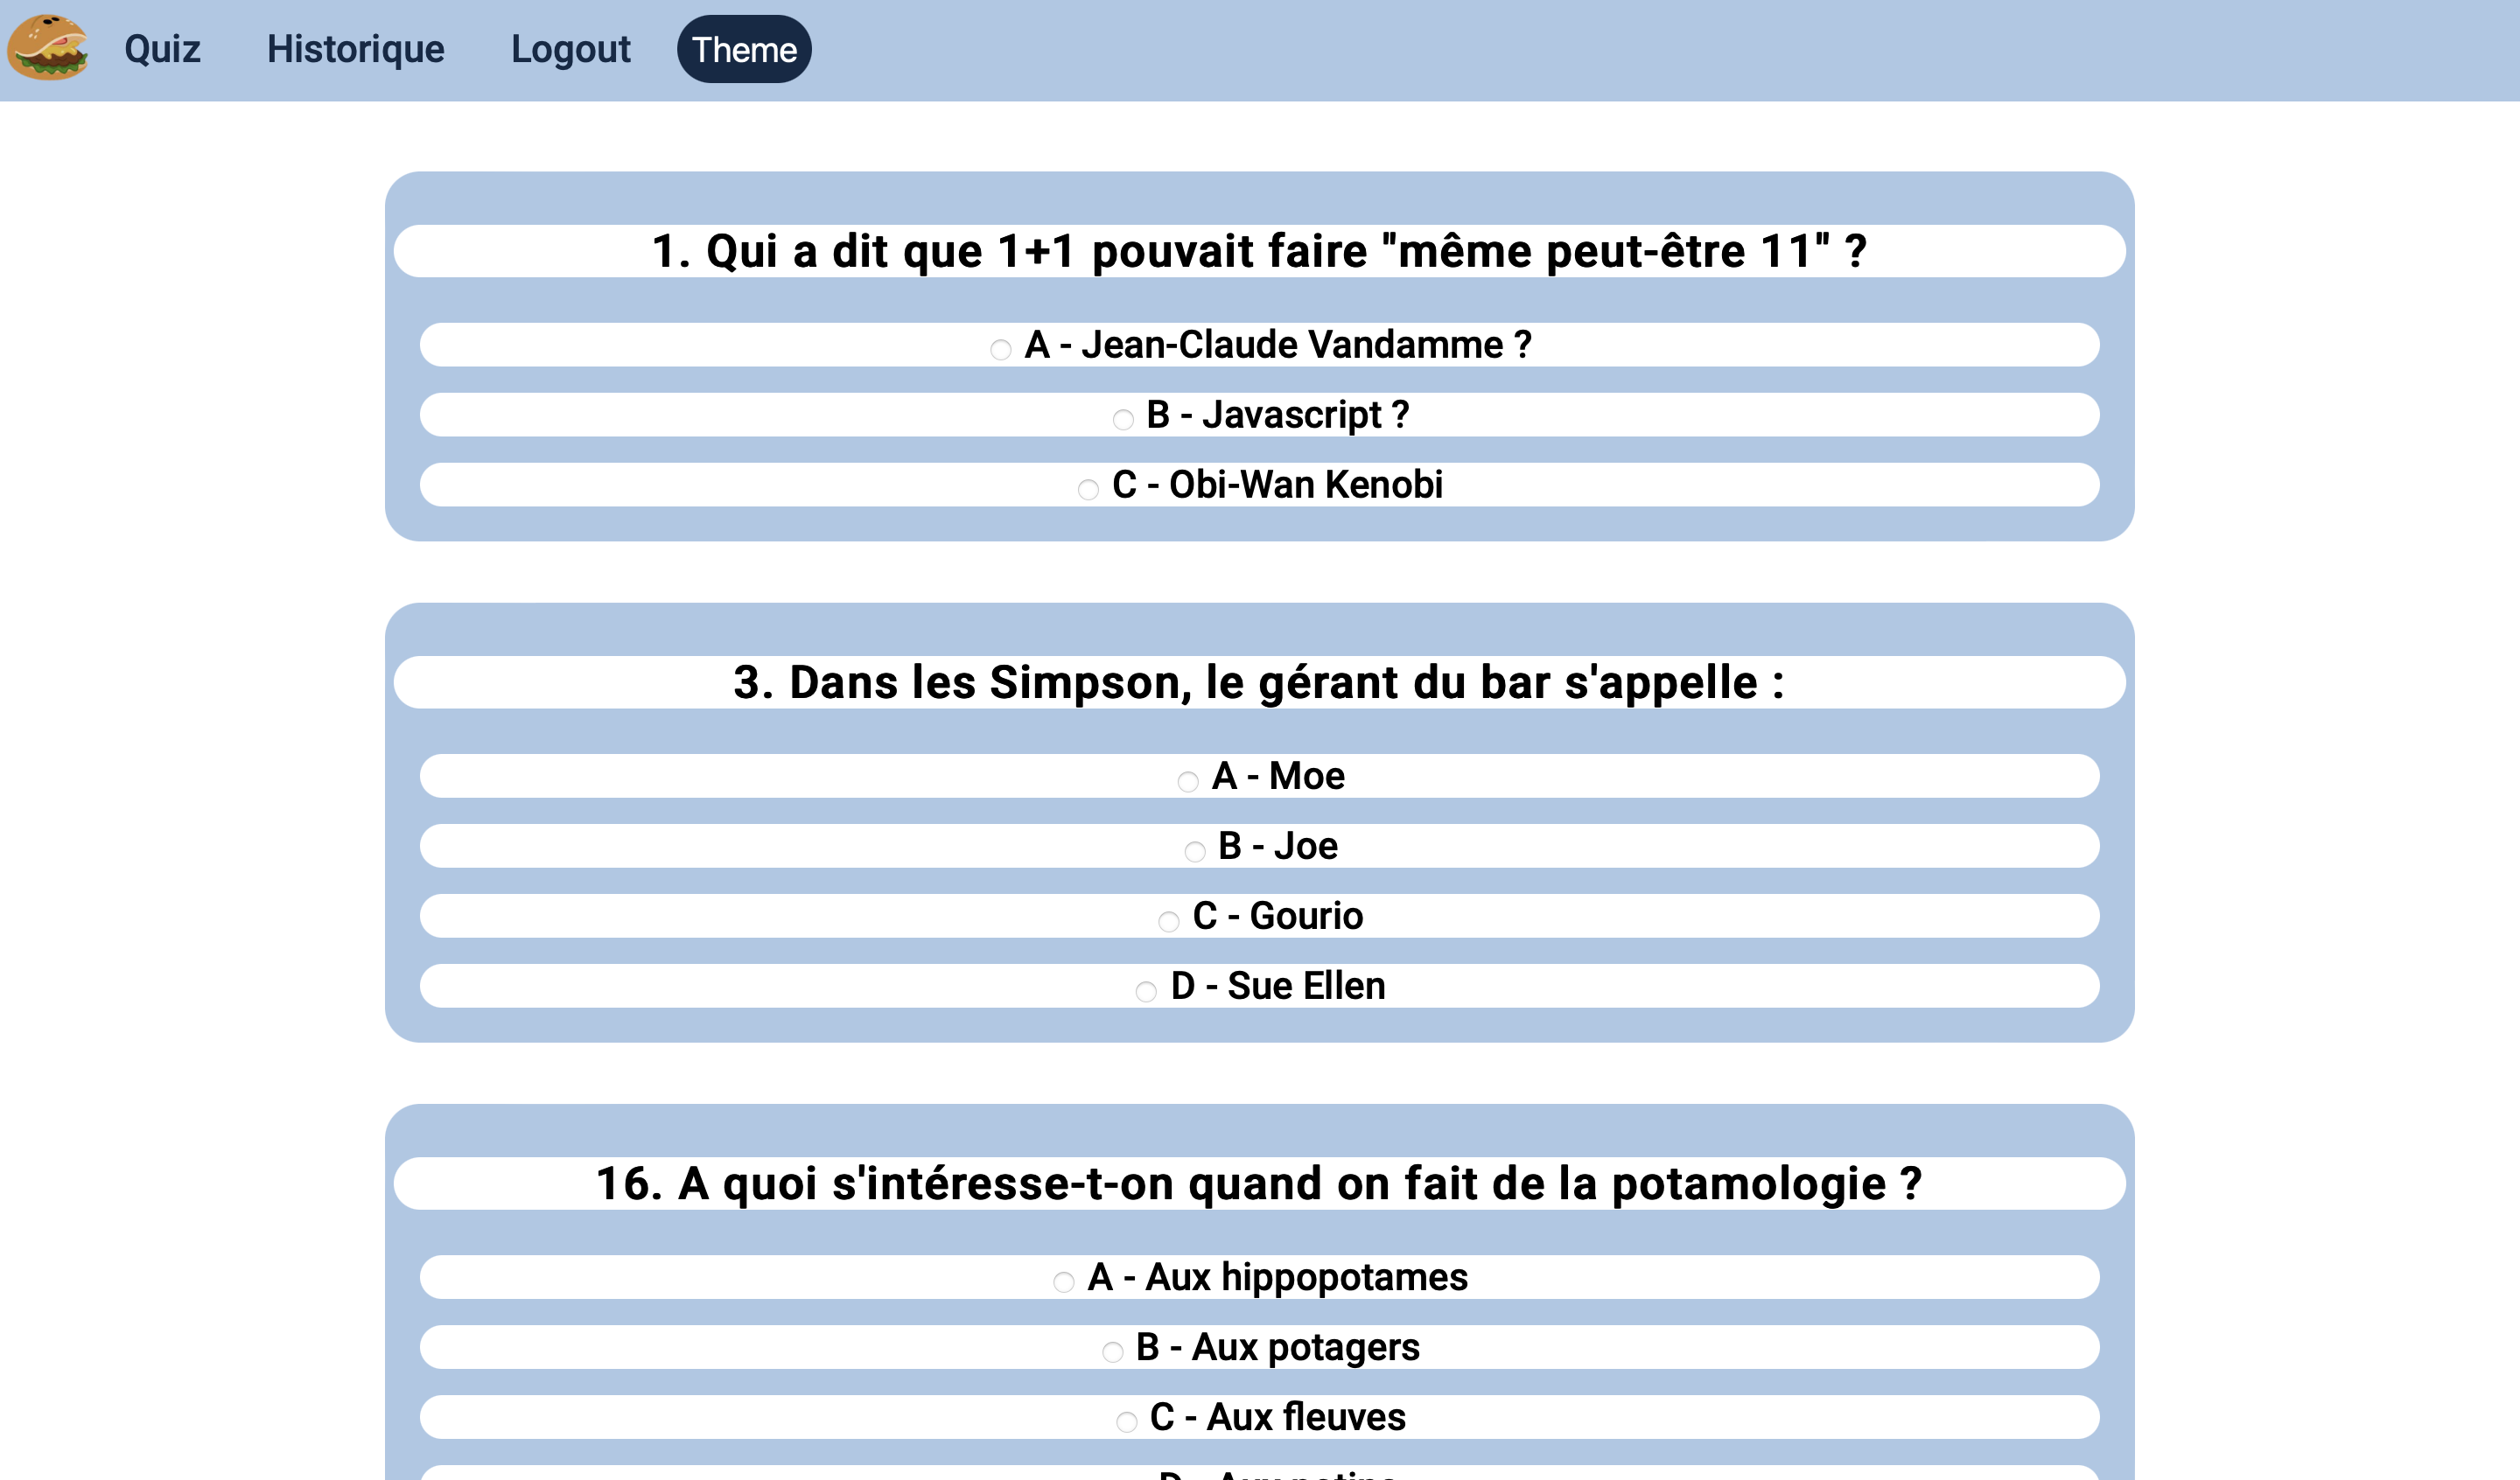 Quiz Historique Logout Theme
1. Qui a dit que 1+1 pouvait faire "même peut-être 11" ?
A - Jean-Claude Vandamme ?
B - Javascript ?
C - Obi-Wan Kenobi
3. Dans les Simpson, le gérant du bar s'appelle :
A - Moe
B - Joe
C - Gourio
D - Sue Ellen
16. A quoi s'intéresse-t-on quand on fait de la potamologie ?
A - Aux hippopotames
B - Aux potagers
C - Aux fleuves